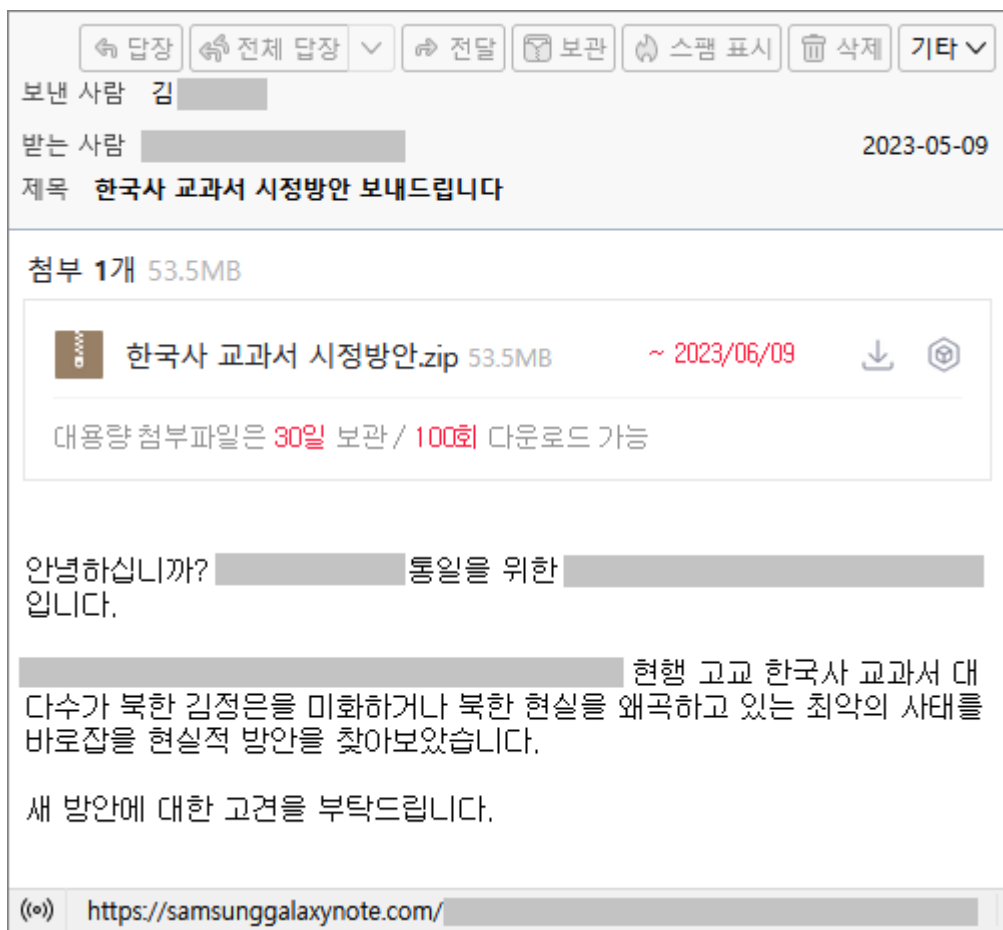 답장 전체 답장 전달 보관 스팸 표시 삭제 기타
보낸 사람 김
받는 사람 2023-05-09
제목 한국사 교과서 시정방안 보내드립니다
첨부 1개 53.5MB
한국사 교과서 시정방안.zip 53.5MB ~ 2023/06/09
대용량 첨부파일은 30일 보관 / 100회 다운로드 가능
안녕하십니까? 통일을 위한
입니다.
현행 고교 한국사 교과서 대
다수가 북한 김정은을 미화하거나 북한 현실을 왜곡하고 있는 최악의 사태를
바로잡을 현실적 방안을 찾아보았습니다.
새 방안에 대한 고견을 부탁드립니다.
https://samsunggalaxynote.com/